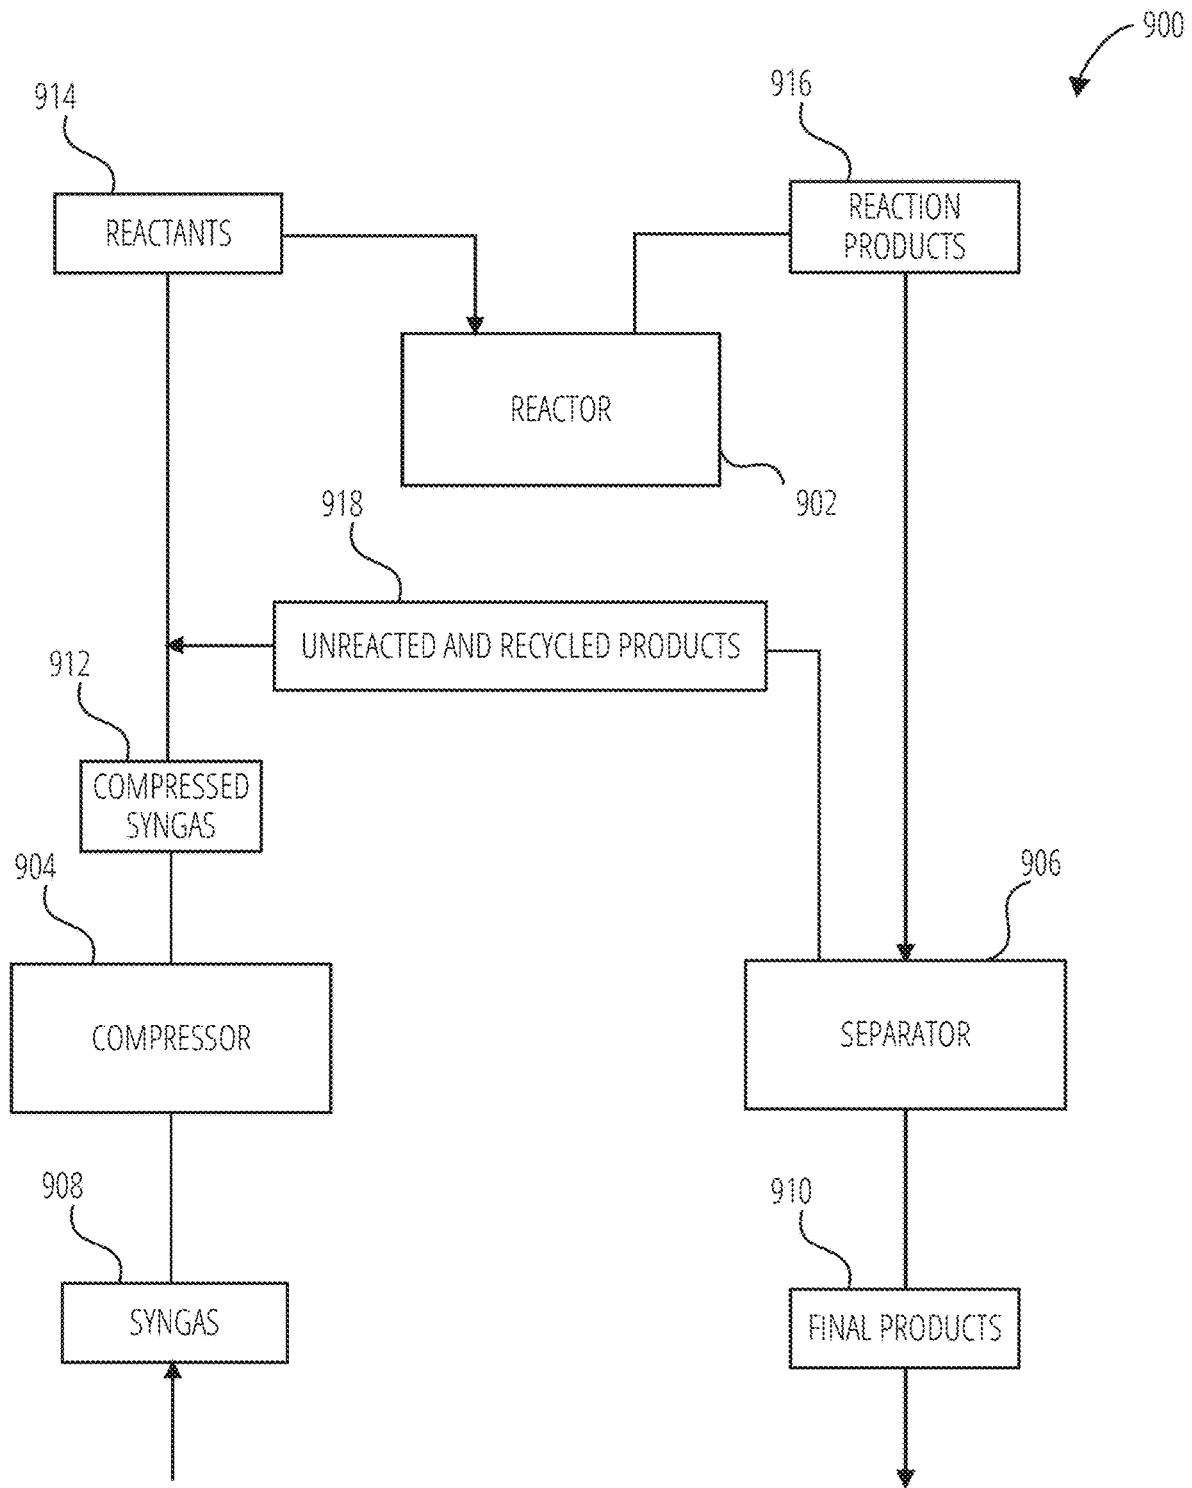 900
914
916
REACTANTS
REACTION
PRODUCTS
REACTOR
902
918
UNREACTED AND RECYCLED PRODUCTS
912
COMPRESSED
SYNGAS
904
906
COMPRESSOR
SEPARATOR
908
910
SYNGAS
FINAL PRODUCTS